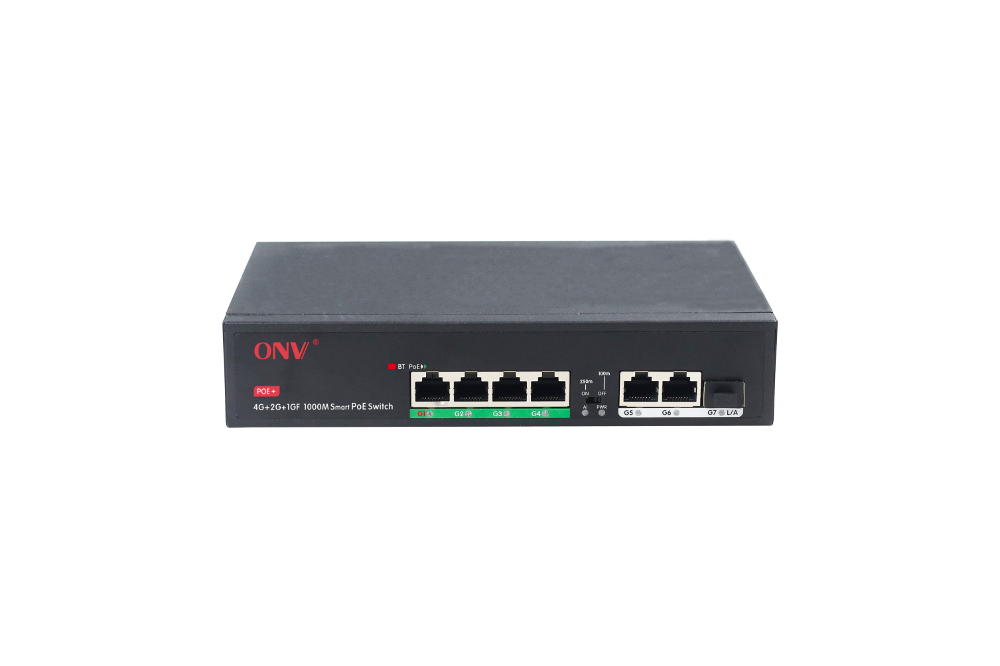 ONV®
POE +
4G+2G+1GF 1000M Smart PoE Switch
BT PoE
G1 G2 G3 G4
250m 100m
ON OFF
AI PWR
G5 G6 G7 L/A